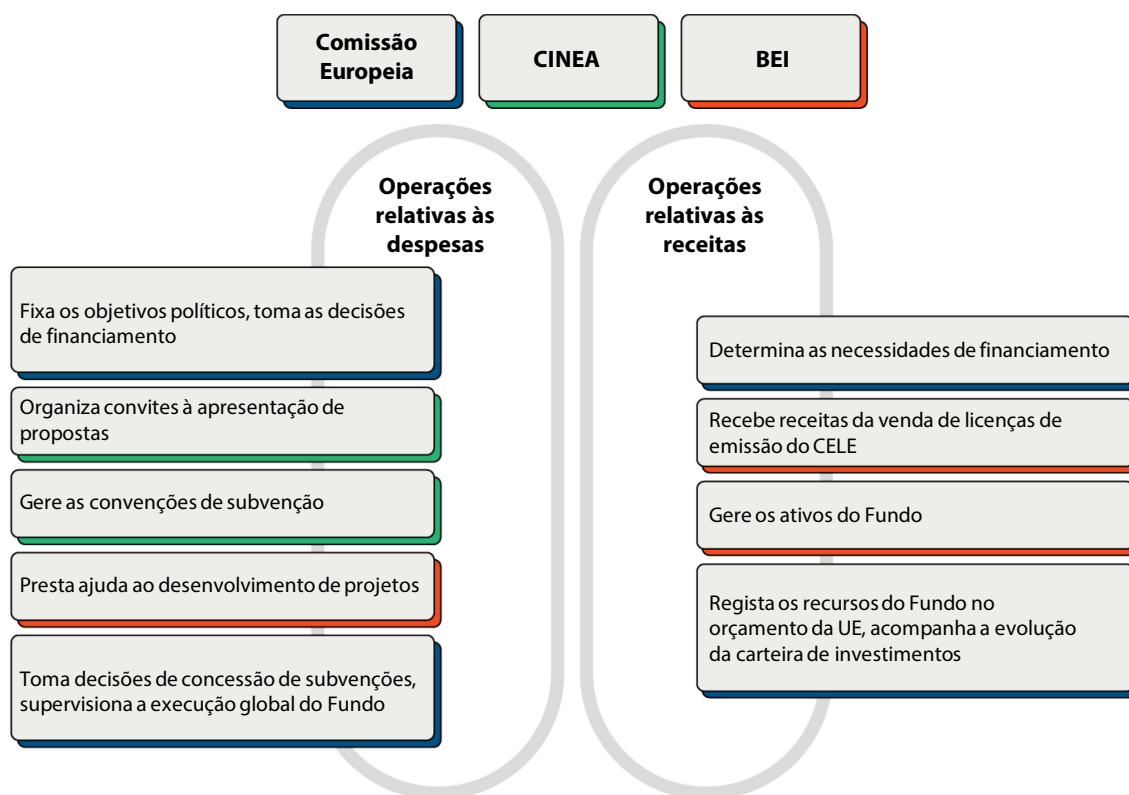 Comissão
Europeia
CINEA
BEI
Operações
relativas às
despesas
Operações
relativas às
receitas
Fixa os objetivos políticos, toma as decisões
de financiamento
Organiza convites à apresentação de
propostas
Gere as convenções de subvenção
Presta ajuda ao desenvolvimento de projetos
Toma decisões de concessão de subvenções,
supervisiona a execução global do Fundo
Determina as necessidades de financiamento
Recebe receitas da venda de licenças de
emissão do CELE
Gere os ativos do Fundo
Regista os recursos do Fundo no
orçamento da UE, acompanha a evolução
da carteira de investimentos